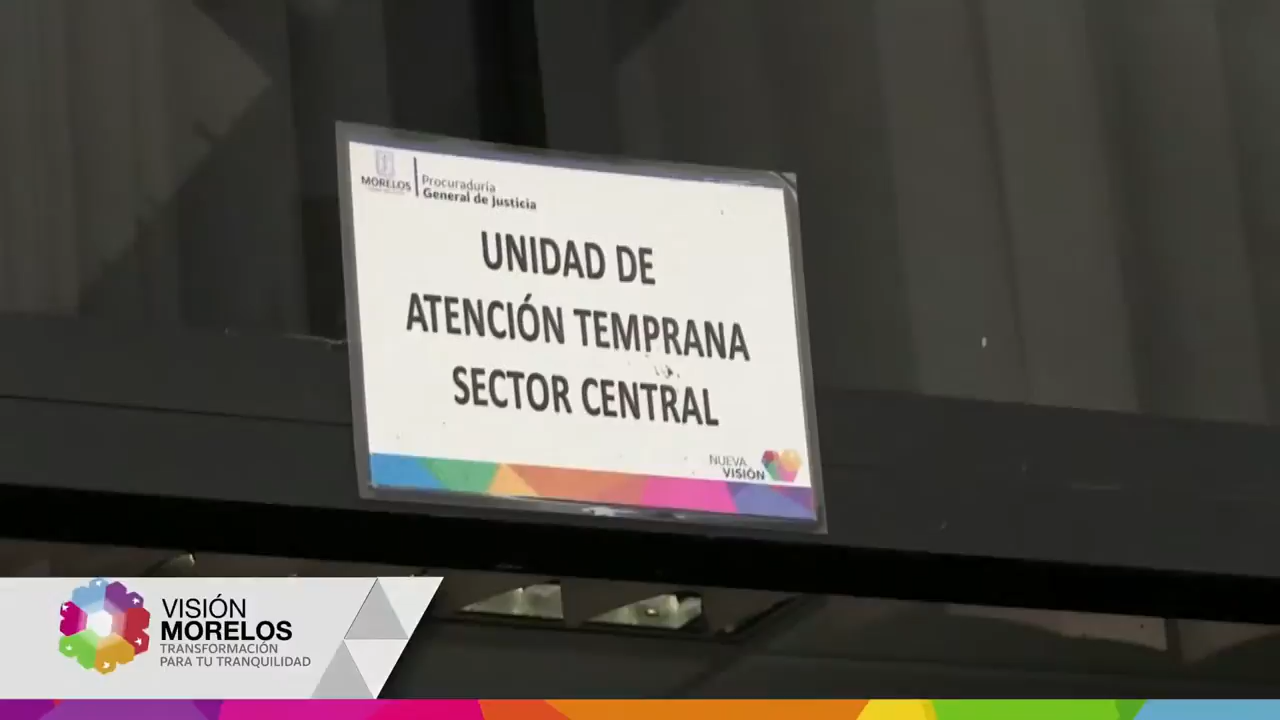 MORELOS
Procuraduría
General de Justicia
UNIDAD DE
ATENCIÓN TEMPRANA
SECTOR CENTRAL
NUEVA
VISIÓN
VISIÓN
MORELOS
TRANSFORMACIÓN
PARA TU TRANQUILIDAD